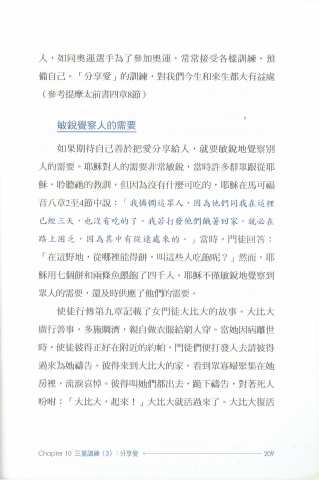 人,如同奧運選手為了參加奧運,常常接受各樣訓練,預
備自己。「分享愛」的訓練,對我們今生和來生都大有益處
(參考提摩太前書四章8節)
敏銳覺察人的需要
如果期待自己善於把愛分享給人,就要敏銳地覺察別
人的需要。耶穌對人的需要非常敏銳,當時許多群眾跟從耶
穌,聆聽祂的教訓,但因為沒有什麼可吃的,耶穌在馬可福
音八章2至4節中說:「我憐憫這眾人,因為他們同我在這裡
已經三天,也沒有吃的了。我若打發他們餓著回家,就必在
路上困乏,因為其中有從遠處來的。」當時,門徒回答:
「在這野地,從哪裡能得餅,叫這些人吃飽呢?」然而,耶
穌用七個餅和兩條魚餵飽了四千人。耶穌不僅敏銳地覺察到
眾人的需要,還及時供應了他們的需要。
使徒行傳第九章記載了女門徒大比大的故事。大比大
廣行善事,多施賙濟,親自做衣服給窮人穿。當她因病離世
時,使徒彼得正好在附近的約帕,門徒們便打發人去請彼得
過來為她禱告。彼得來到大比大的家,看到眾寡婦聚集在她
房裡,流淚哀悼。彼得叫她們都出去,跪下禱告,對著死人
吩咐:「大比大,起來!」大比大就活過來了。大比大復活
Chapter 10 三重訓練(3):分享愛 209